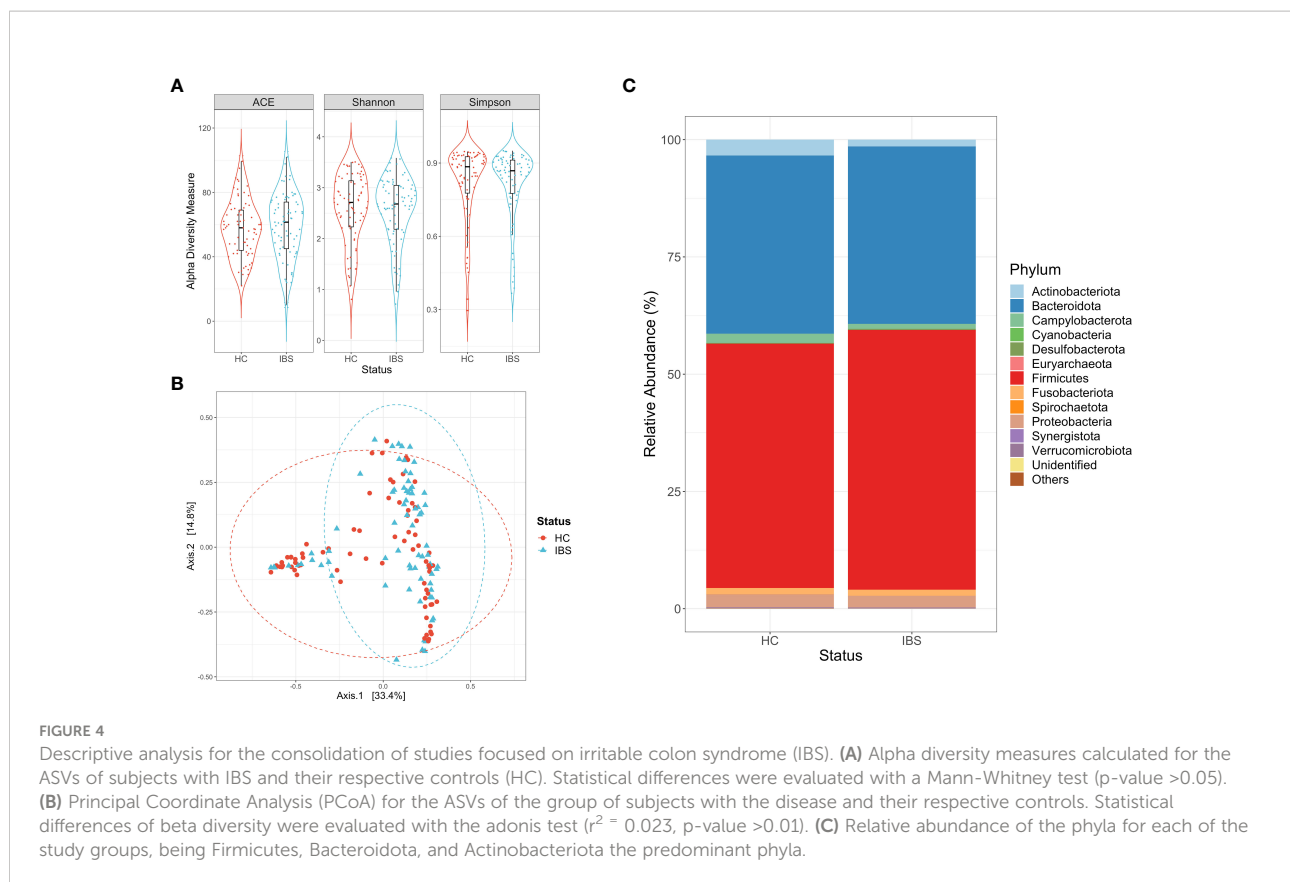 A
ACE
Shannon
Simpson
Alpha Diversity Measure
120
80
40
0
4
3
2
1
0
0.9
0.6
0.3
HC
IBS
HC
IBS
HC
IBS
Status
B
Axis.2 [14.8%]
0.50
0.25
0.00
-0.25
-0.50
-0.5
0.0
0.5
Axis.1 [33.4%]
Status
HC
IBS
C
Relative Abundance (%)
100
75
50
25
0
HC
IBS
Status
Phylum
Actinobacteriota
Bacteroidota
Campylobacterota
Cyanobacteria
Desulfobacterota
Euryarchaeota
Firmicutes
Fusobacteriota
Spirochaetota
Proteobacteria
Synergistota
Verrucomicrobiota
Unidentified
Others
FIGURE 4
Descriptive analysis for the consolidation of studies focused on irritable colon syndrome (IBS). (A) Alpha diversity measures calculated for the
ASVs of subjects with IBS and their respective controls (HC). Statistical differences were evaluated with a Mann-Whitney test (p-value >0.05).
(B) Principal Coordinate Analysis (PCoA) for the ASVs of the group of subjects with the disease and their respective controls. Statistical
differences of beta diversity were evaluated with the adonis test (r² = 0.023, p-value >0.01). (C) Relative abundance of the phyla for each of the
study groups, being Firmicutes, Bacteroidota, and Actinobacteriota the predominant phyla.